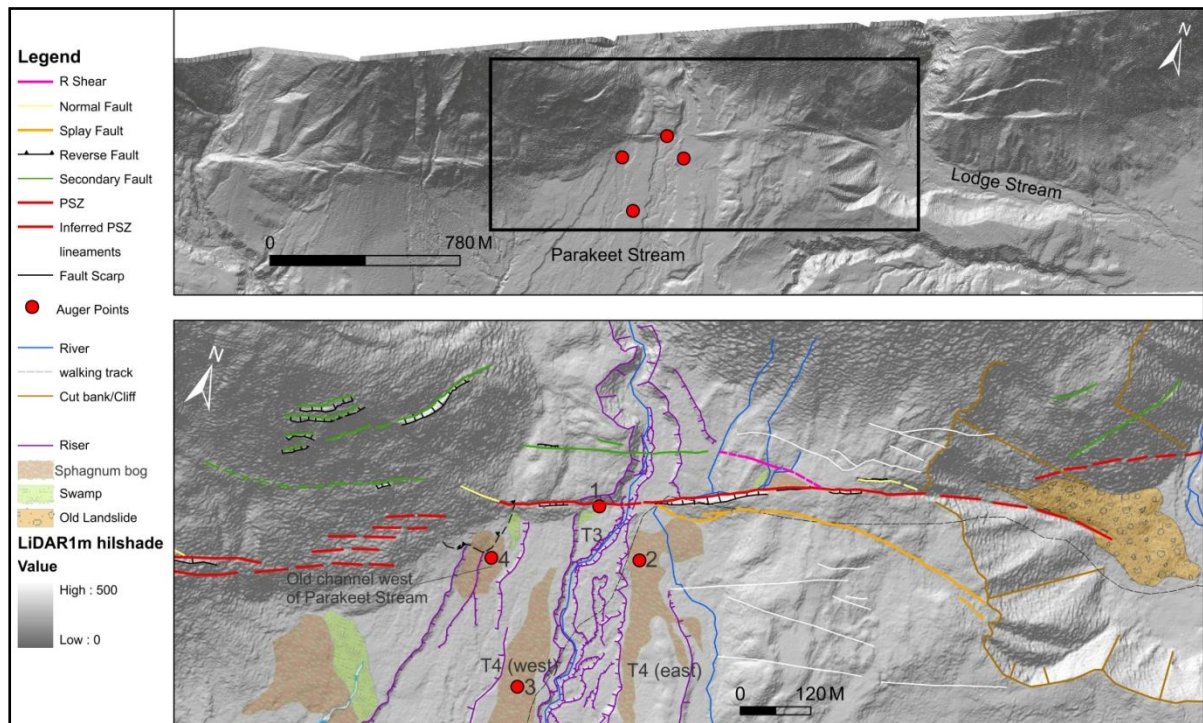 Legend
R Shear
Normal Fault
Splay Fault
Reverse Fault
Secondary Fault
PSZ
Inferred PSZ
lineaments
Fault Scarp
Auger Points
River
walking track
Cut bank/Cliff
Riser
Sphagnum bog
Swamp
Old Landslide
LiDAR1m hilshade
Value
High : 500
Low : 0
N
Lodge Stream
0
780 M
Parakeet Stream
N
1
T3
4
2
Old channel west
of Parakeet Stream
T4 (west)
T4 (east)
3
0
120 M